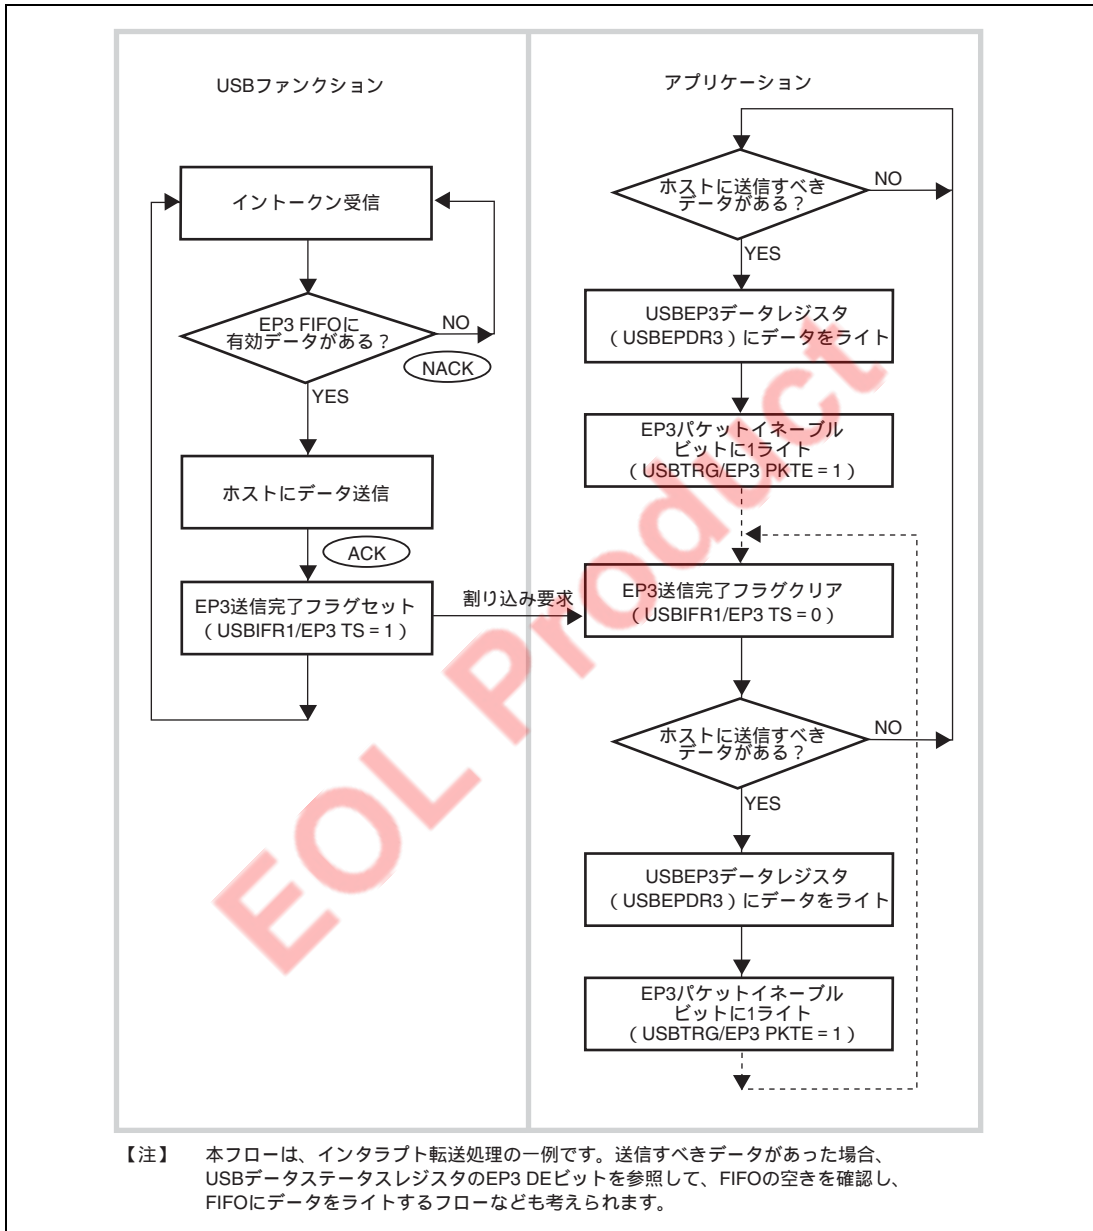 USBファンクション
イントークン受信
EP3 FIFOに
有効データがある？
NO
NACK
YES
ホストにデータ送信
ACK
EP3送信完了フラグセット
（USBIFR1/EP3 TS = 1）
割り込み要求
アプリケーション
ホストに送信すべき
データがある？
NO
YES
USBEP3データレジスタ
（USBEPDR3）にデータをライト
EP3パケットイネーブル
ビットに1ライト
（USBTRG/EP3 PKTE = 1）
EP3送信完了フラグクリア
（USBIFR1/EP3 TS = 0）
ホストに送信すべき
データがある？
NO
YES
USBEP3データレジスタ
（USBEPDR3）にデータをライト
EP3パケットイネーブル
ビットに1ライト
（USBTRG/EP3 PKTE = 1）
EOL Product
【注】 本フローは、インタラプト転送処理の一例です。送信すべきデータがあった場合、
USBデータステータスレジスタのEP3 DEビットを参照して、FIFOの空きを確認し、
FIFOにデータをライトするフローなども考えられます。